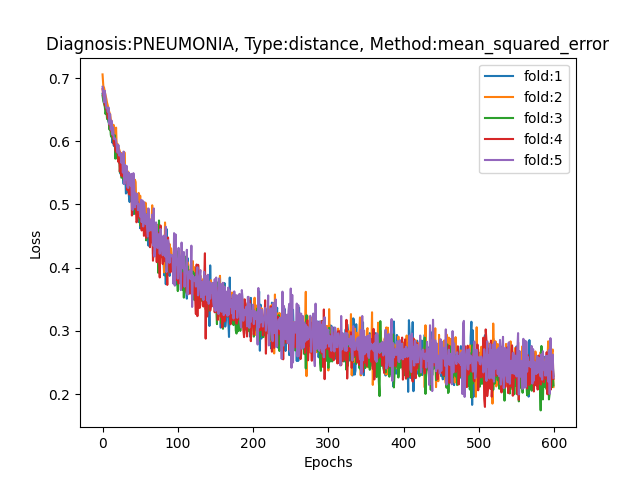 Diagnosis:PNEUMONIA, Type:distance, Method:mean_squared_error
fold:1
fold:2
fold:3
fold:4
fold:5
Loss
0.7
0.6
0.5
0.4
0.3
0.2
0 100 200 300 400 500 600
Epochs